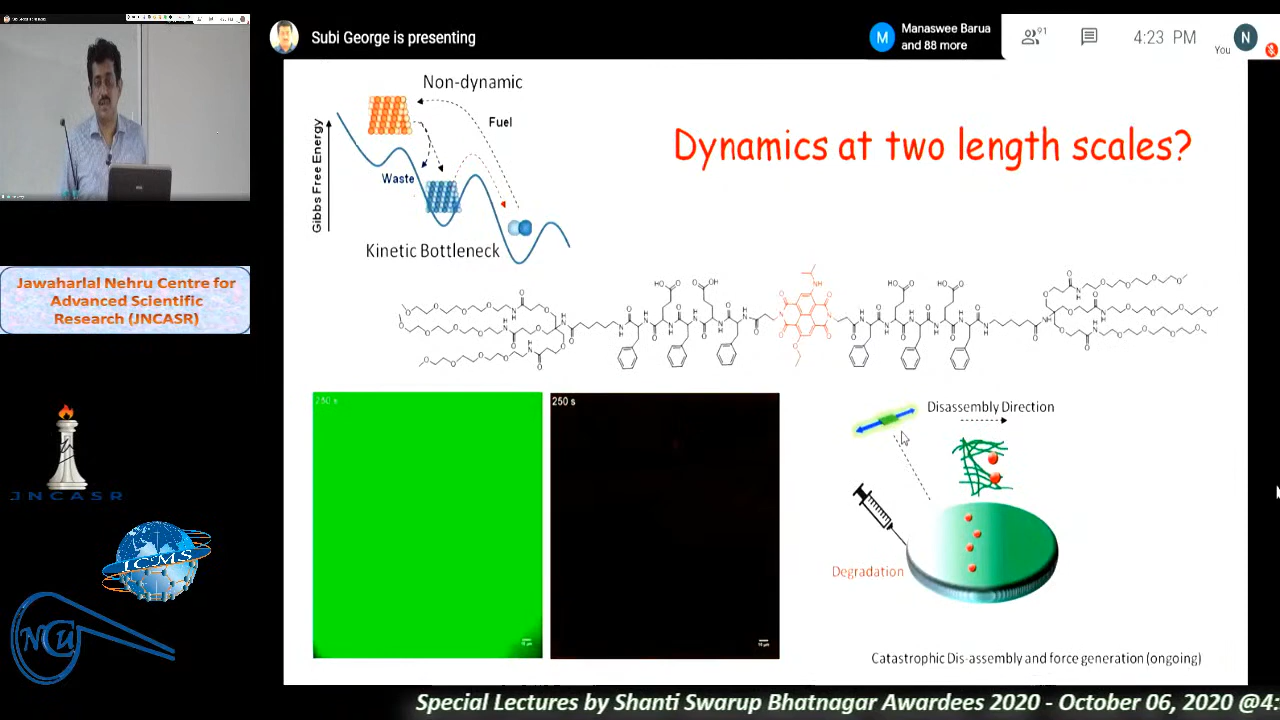 Subi George is presenting
Manaswee Barua
and 88 more
91
4:23 PM
You
M
N
Non-dynamic
Fuel
Gibbs Free Energy
Waste
Kinetic Bottleneck
Dynamics at two length scales?
Jawaharlal Nehru Centre for
Advanced Scientific
Research (JNCASR)
JNCASR
ICMS
NCU
250 s
250 s
Disassembly Direction
Degradation
Catastrophic Dis-assembly and force generation (ongoing)
Special Lectures by Shanti Swarup Bhatnagar Awardees 2020 - October 06, 2020 @4: